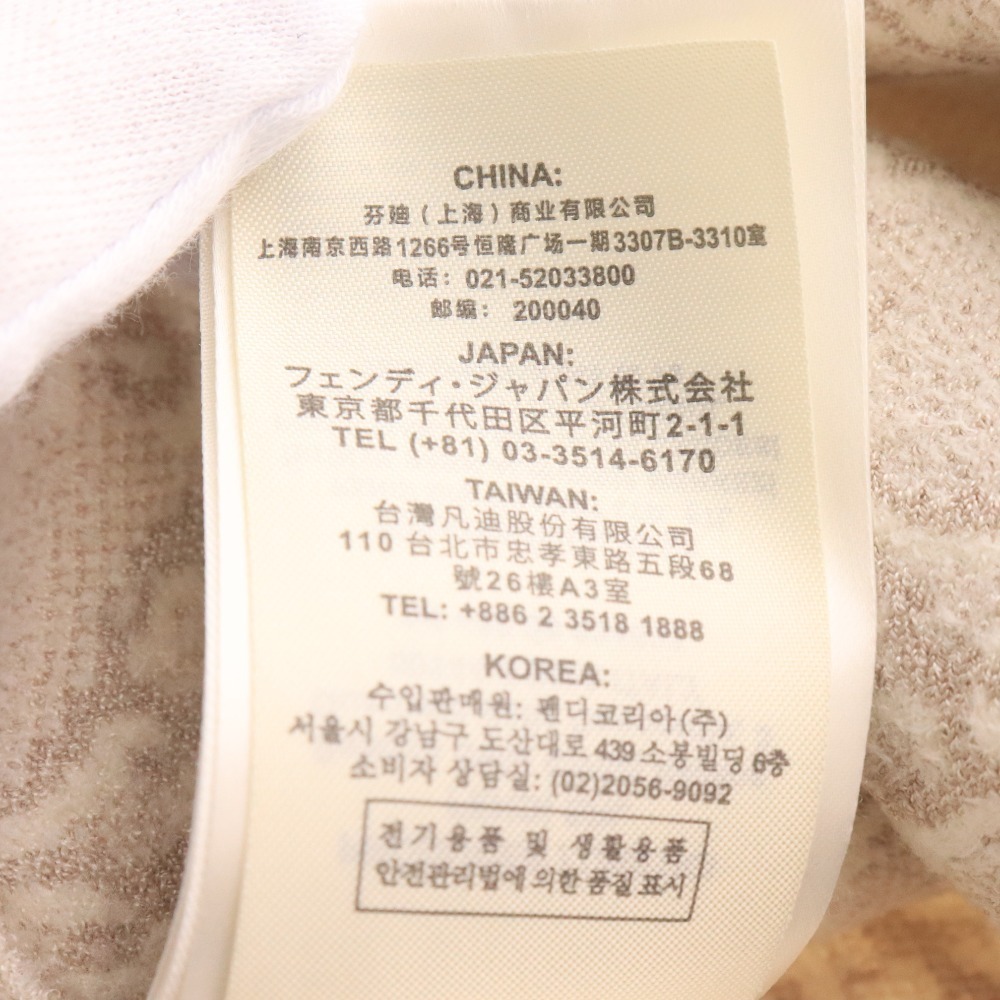 CHINA:
芬迪（上海）商业有限公司
上海南京西路1266号恒隆广场一期3307B-3310室
电话：021-52033800
邮编：200040
JAPAN:
フェンディ・ジャパン株式会社
東京都千代田区平河町2-1-1
TEL (+81) 03-3514-6170
TAIWAN:
台灣凡迪股份有限公司
110 台北市忠孝東路五段68
號26樓A3室
TEL: +886 2 3518 1888
KOREA:
수입판매원: 펜디코리아(주)
서울시 강남구 도산대로 439 소봉빌딩 6층
소비자 상담실: (02)2056-9092
전기용품 및 생활용품
안전관리법에 의한 품질 표시